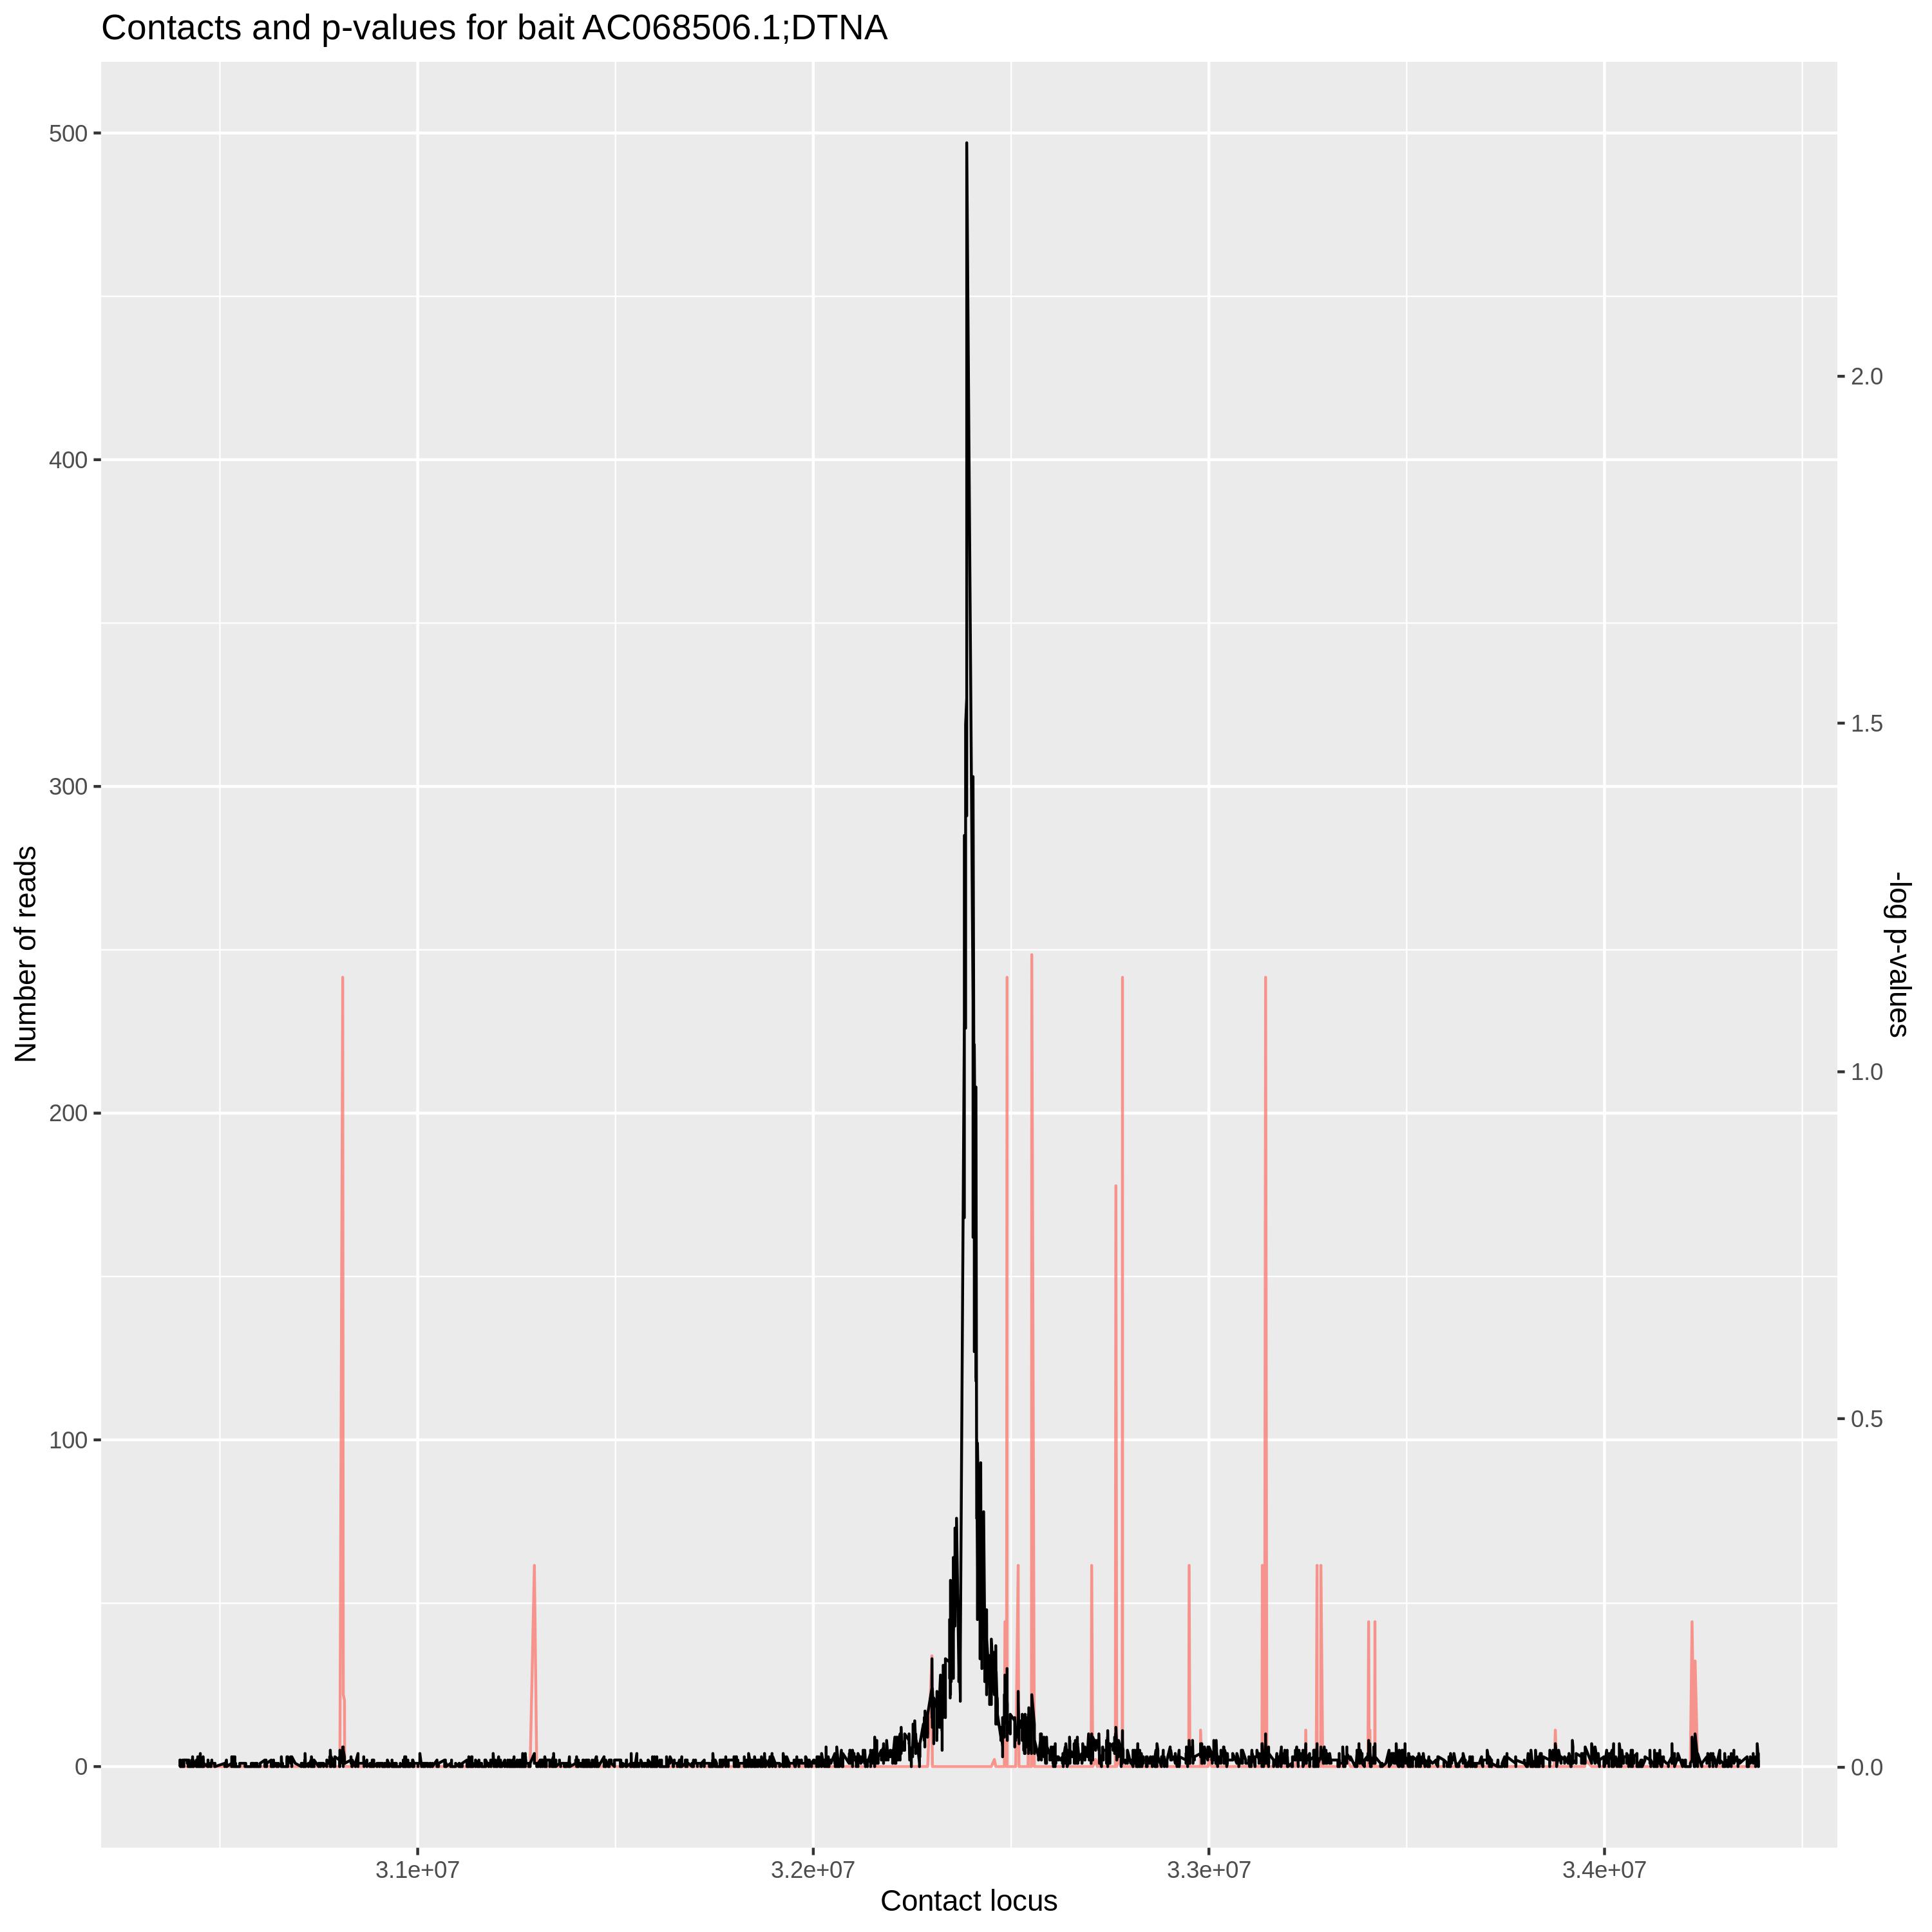 Contacts and p-values for bait AC068506.1;DTNA
500
400
300
200
100
0
Number of reads
2.0
1.5
1.0
0.5
0.0
-log p-values
3.1e+07
3.2e+07
3.3e+07
3.4e+07
Contact locus